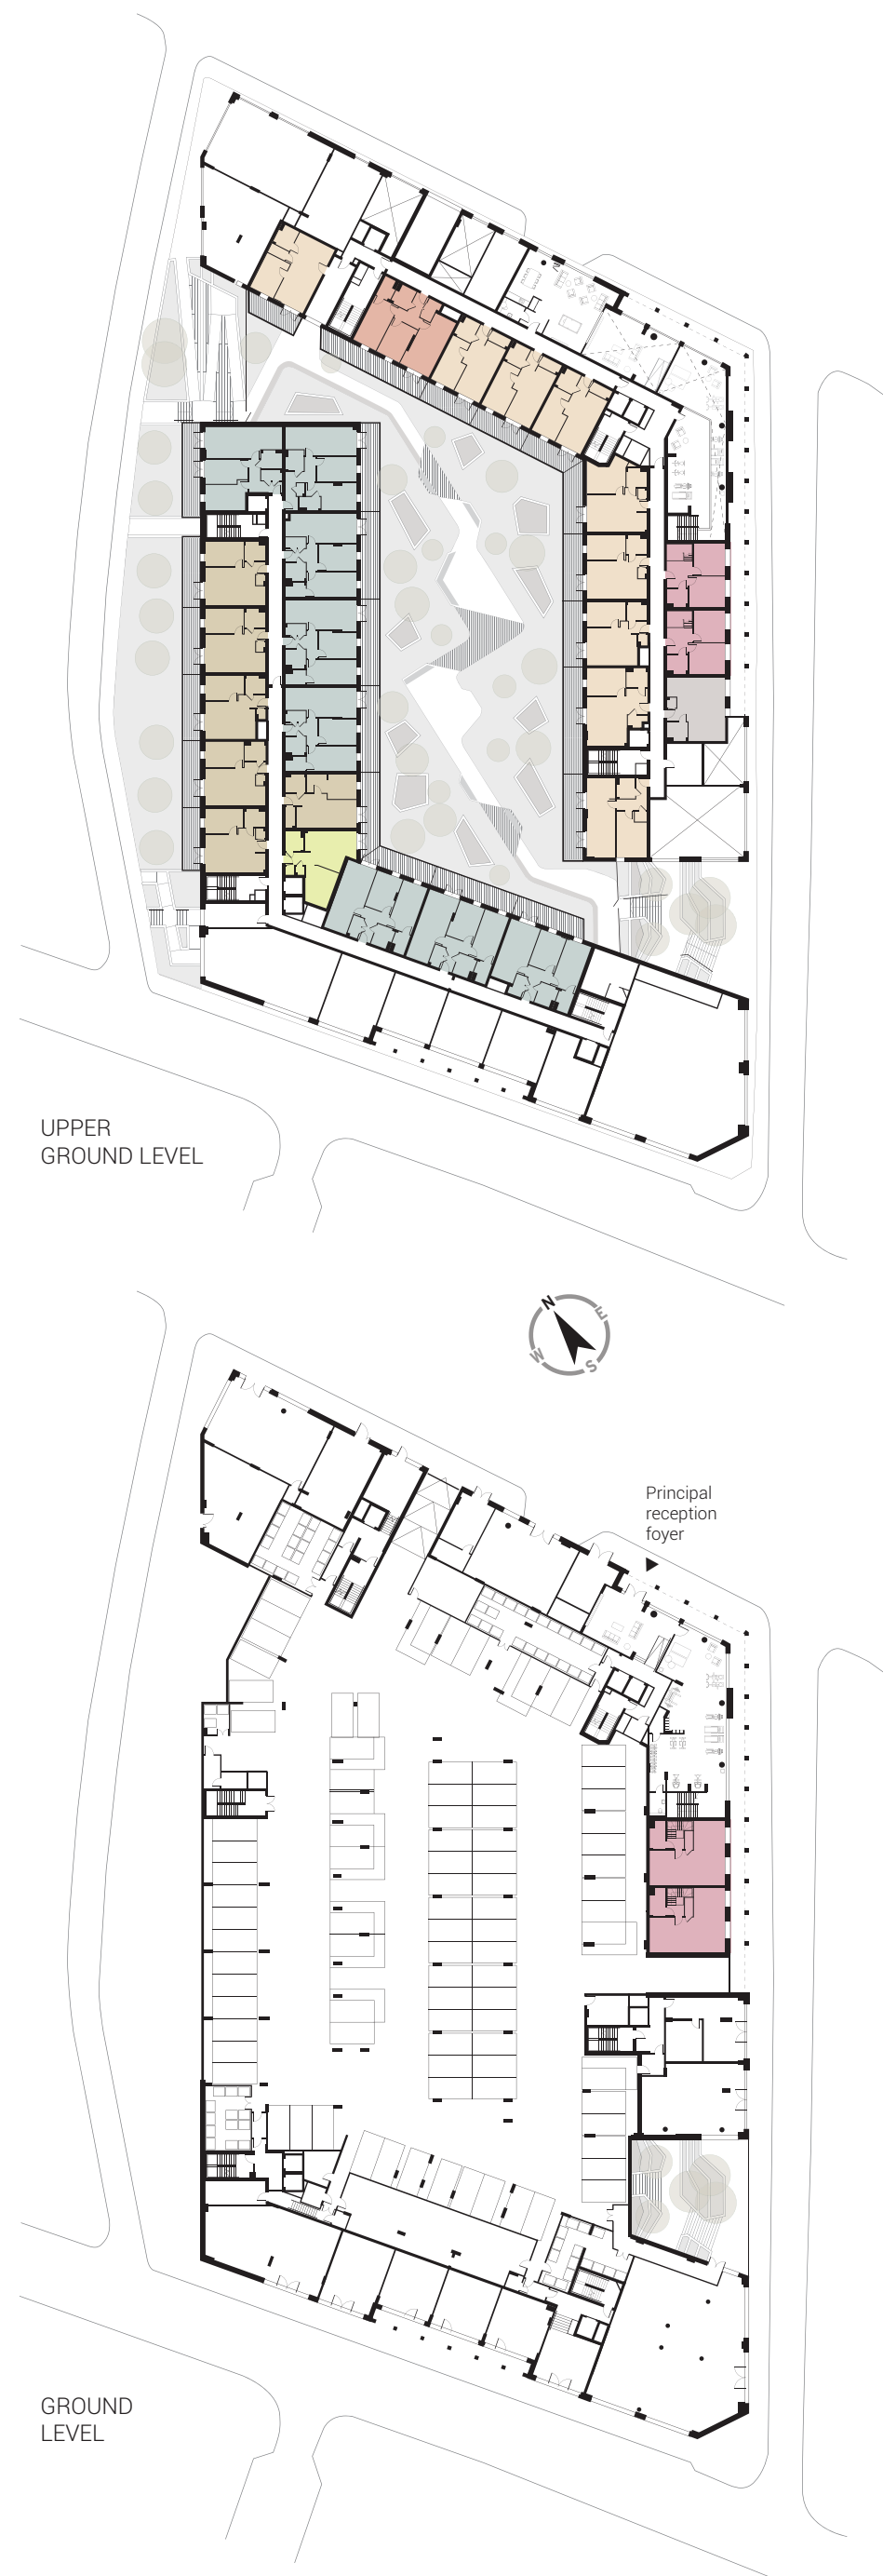 UPPER
GROUND LEVEL
N
E
W
S
Principal
reception
foyer
GROUND
LEVEL